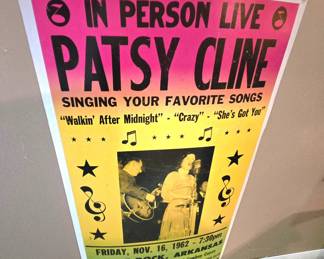 IN PERSON LIVE
PATSY CLINE
SINGING YOUR FAVORITE SONGS
"Walkin' After Midnight" - "Crazy" - "She's Got You"
FRIDAY, NOV. 16, 1962 - 7:30pm
ROCK, ARKANSAS